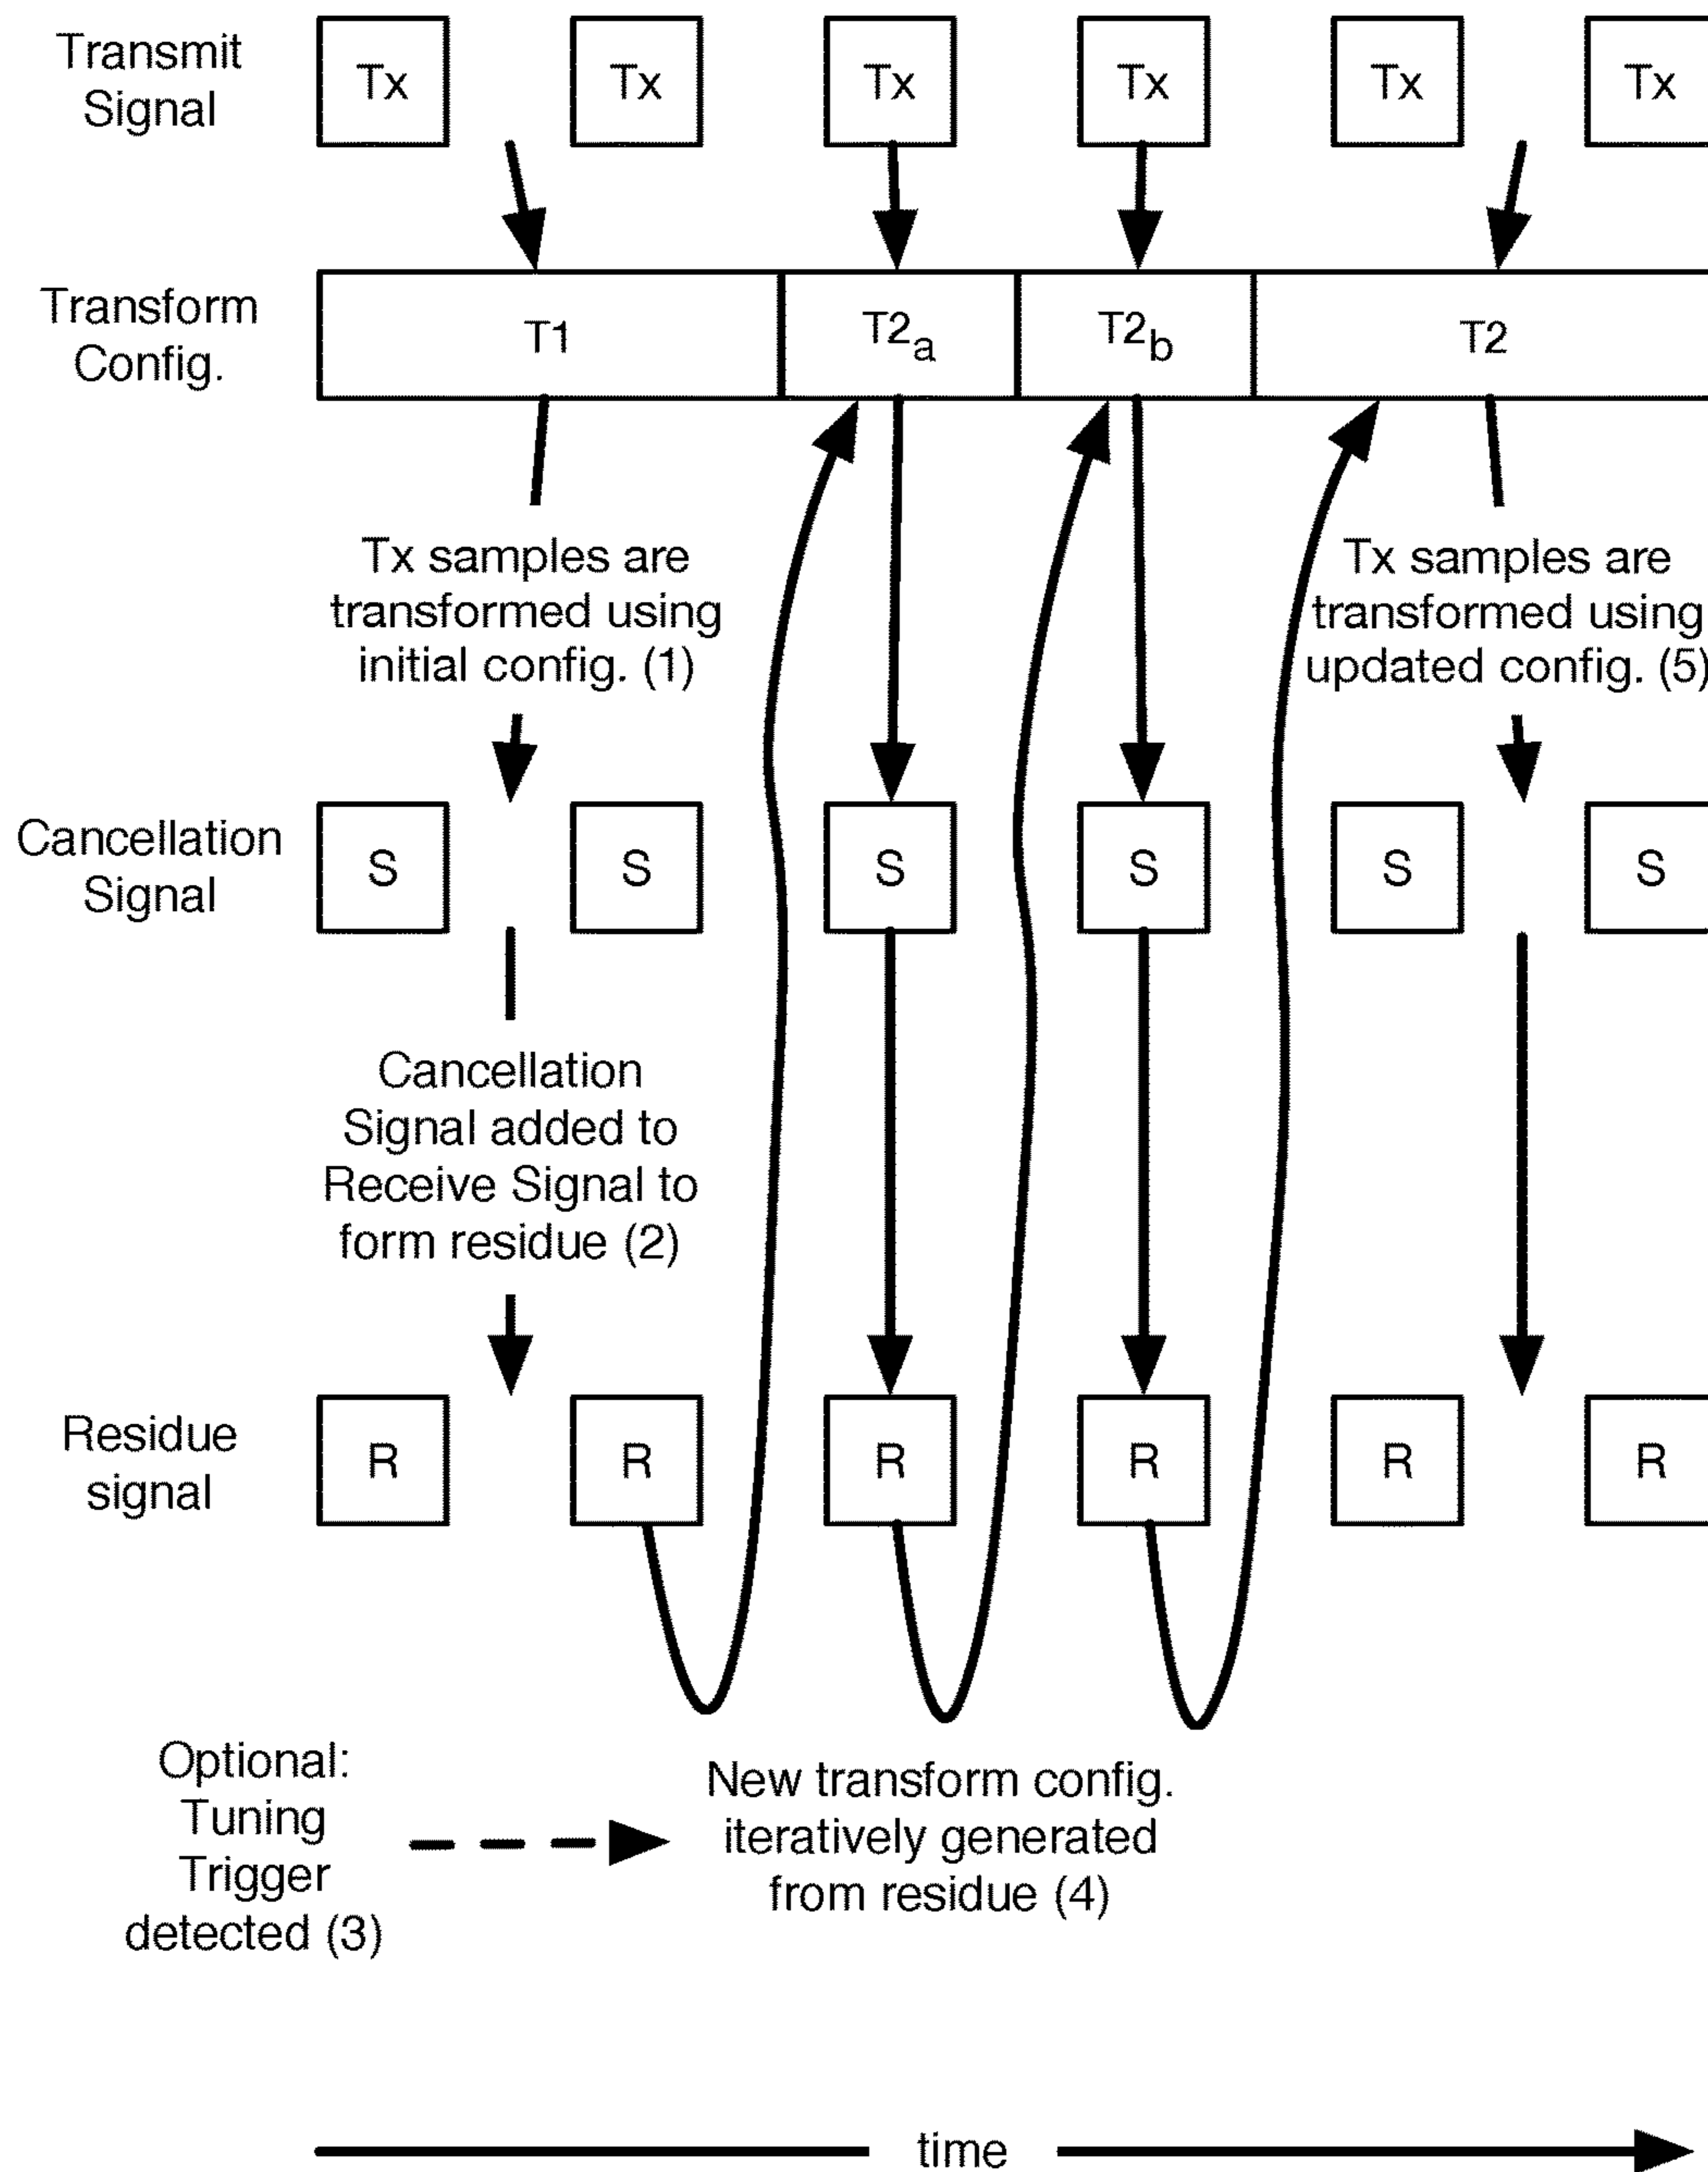 Transmit
Signal
Tx Tx Tx Tx Tx Tx
Transform
Config.
T1 T2a T2b T2
Tx samples are
transformed using
initial config. (1)
Tx samples are
transformed using
updated config. (5)
Cancellation
Signal
S S S S S S
Cancellation
Signal added to
Receive Signal to
form residue (2)
Residue
signal
R R R R R R
Optional:
Tuning
Trigger
detected (3)
New transform config.
iteratively generated
from residue (4)
time